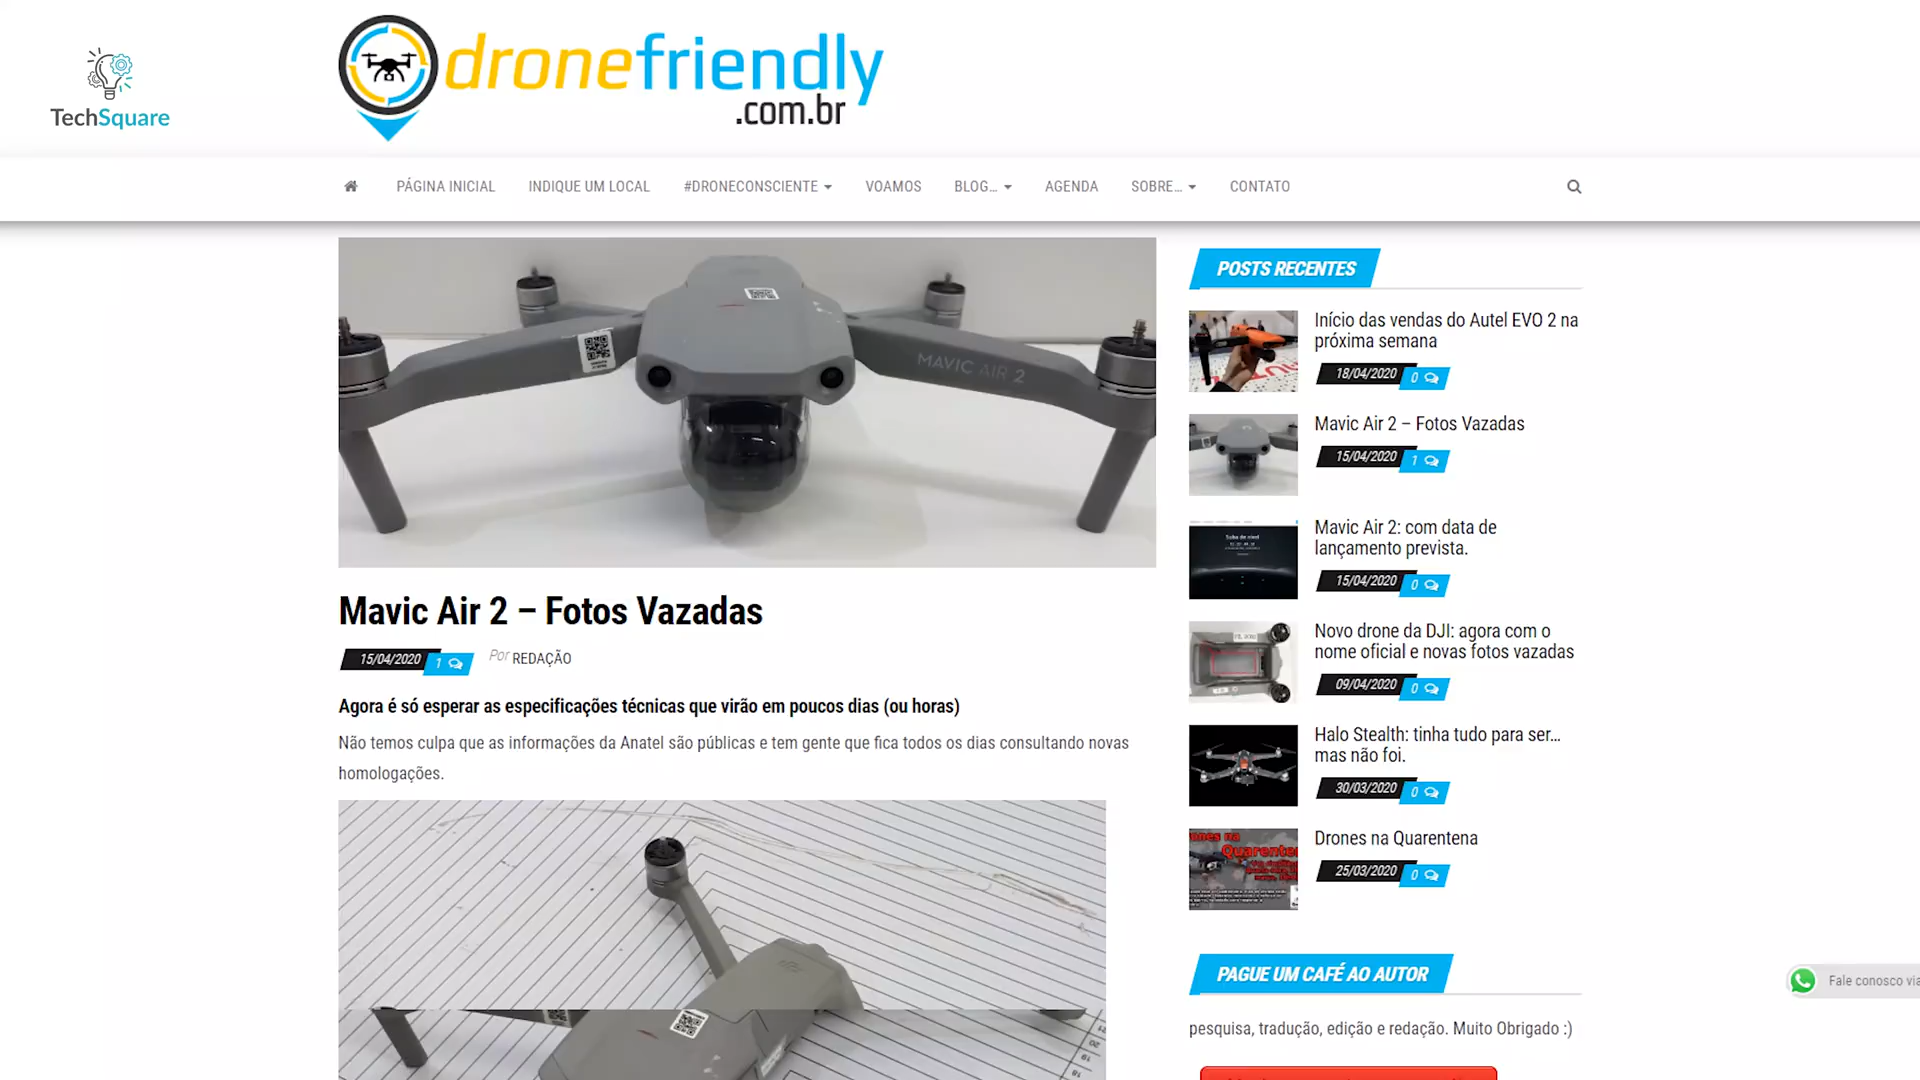 TechSquare
dronefriendly
.com.br
PÁGINA INICIAL
INDIQUE UM LOCAL
#DRONECONSCIENTE
VOAMOS
BLOG...
AGENDA
SOBRE...
CONTATO
MAVIC AIR 2
Mavic Air 2 – Fotos Vazadas
15/04/2020
1
Por REDAÇÃO
Agora é só esperar as especificações técnicas que virão em poucos dias (ou horas)
Não temos culpa que as informações da Anatel são públicas e tem gente que fica todos os dias consultando novas
homologações.
POSTS RECENTES
Início das vendas do Autel EVO 2 na
próxima semana
18/04/2020
0
Mavic Air 2 – Fotos Vazadas
15/04/2020
1
Mavic Air 2: com data de
lançamento prevista.
15/04/2020
0
Novo drone da DJI: agora com o
nome oficial e novas fotos vazadas
09/04/2020
0
Halo Stealth: tinha tudo para ser...
mas não foi.
30/03/2020
0
Drones na Quarentena
25/03/2020
0
PAGUE UM CAFÉ AO AUTOR
pesquisa, tradução, edição e redação. Muito Obrigado :)
Fale conosco via